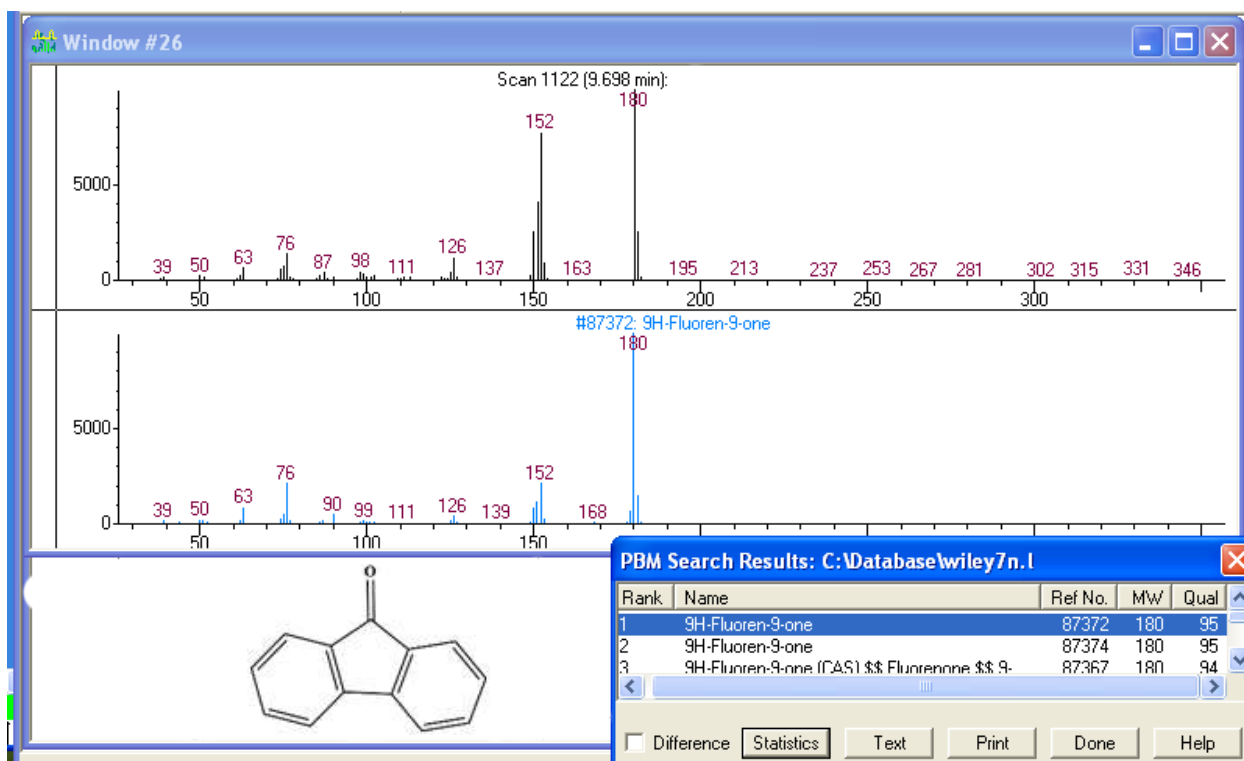 Window #26
Scan 1122 (9.698 min):
180
152
5000
39 50 63 76 87 98 111 126 137 163 195 213 237 253 267 281 302 315 331 346
0
50 100 150 200 250 300
#87372: 9H-Fluoren-9-one
180
5000
76 152
39 50 63 90 99 111 126 139 168
0
50 100 150
O
PBM Search Results: C:\Database\wiley7n.l
Rank Name Ref No. MW Qual
1 9H-Fluoren-9-one 87372 180 95
2 9H-Fluoren-9-one 87374 180 95
3 9H-Fluoren-9-one (CAS) $$ Fluorenone $$ 9- 87367 180 94
Difference Statistics Text Print Done Help